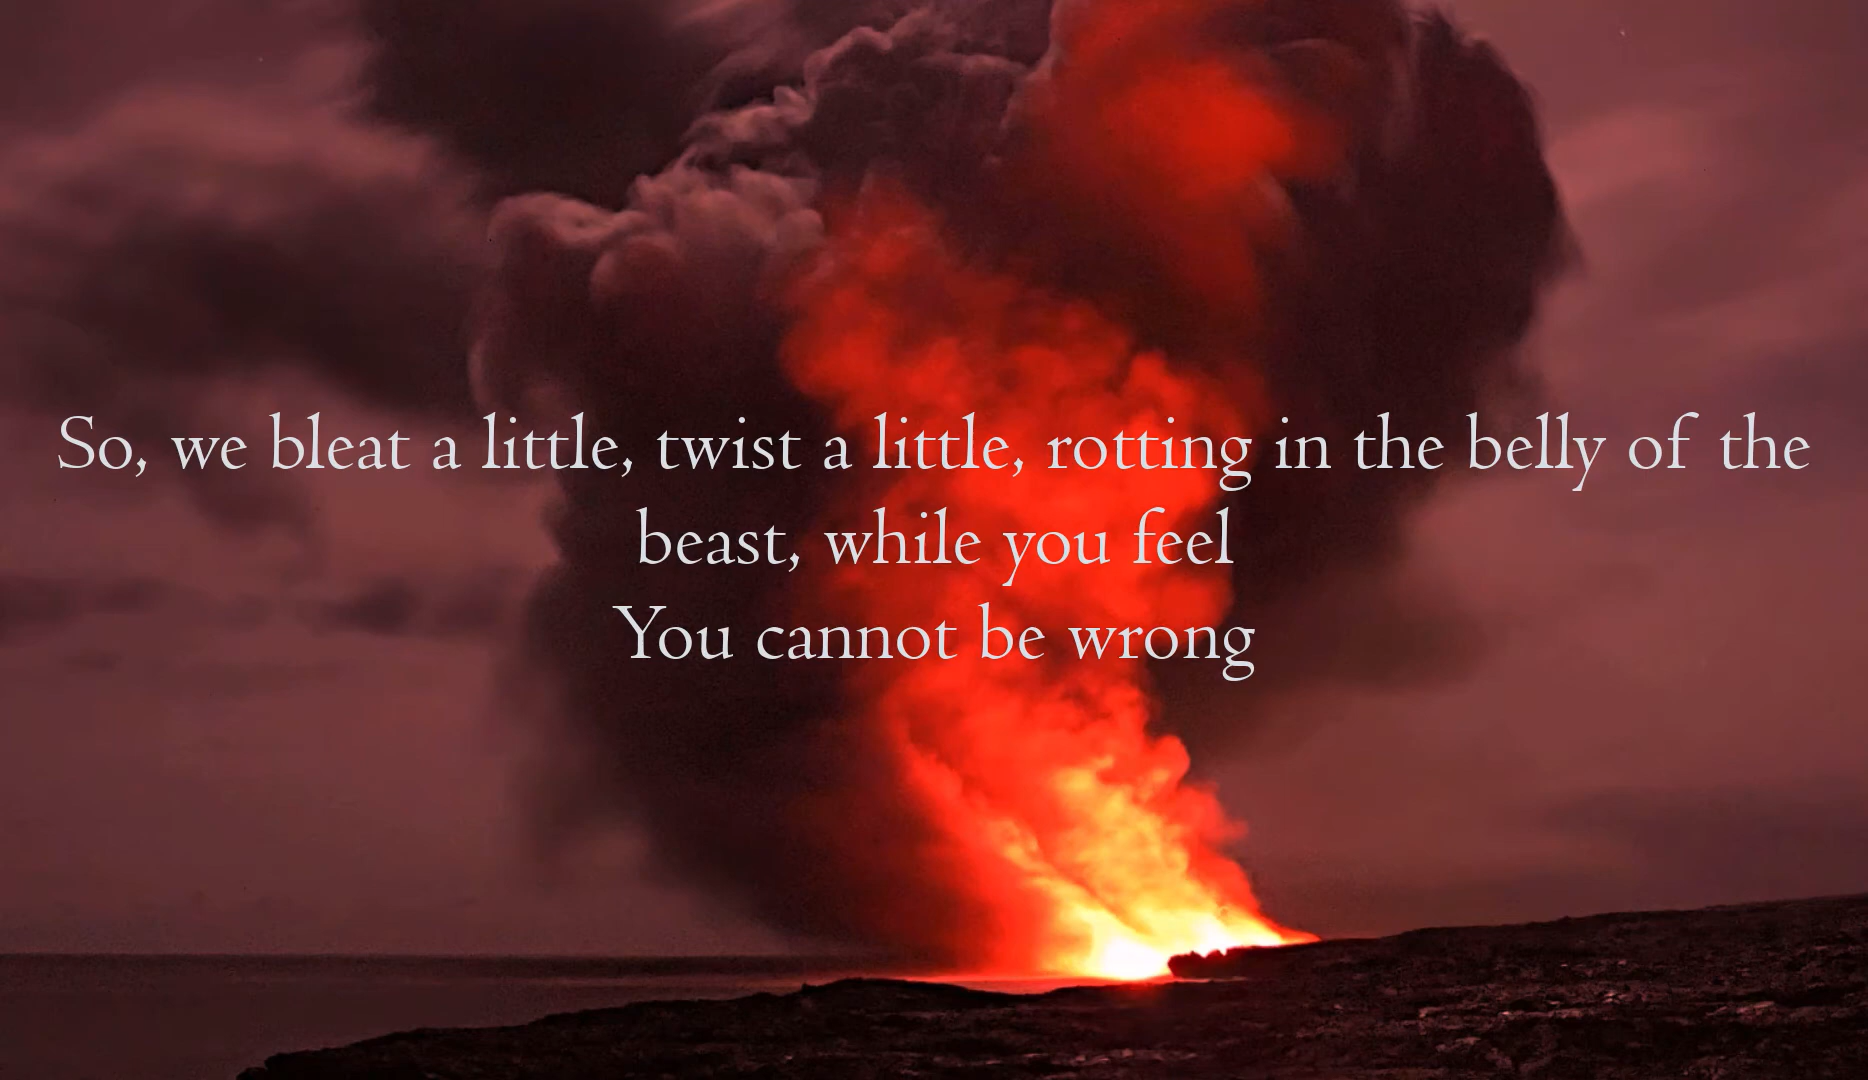 So, we bleat a little, twist a little, rotting in the belly of the
beast, while you feel
You cannot be wrong